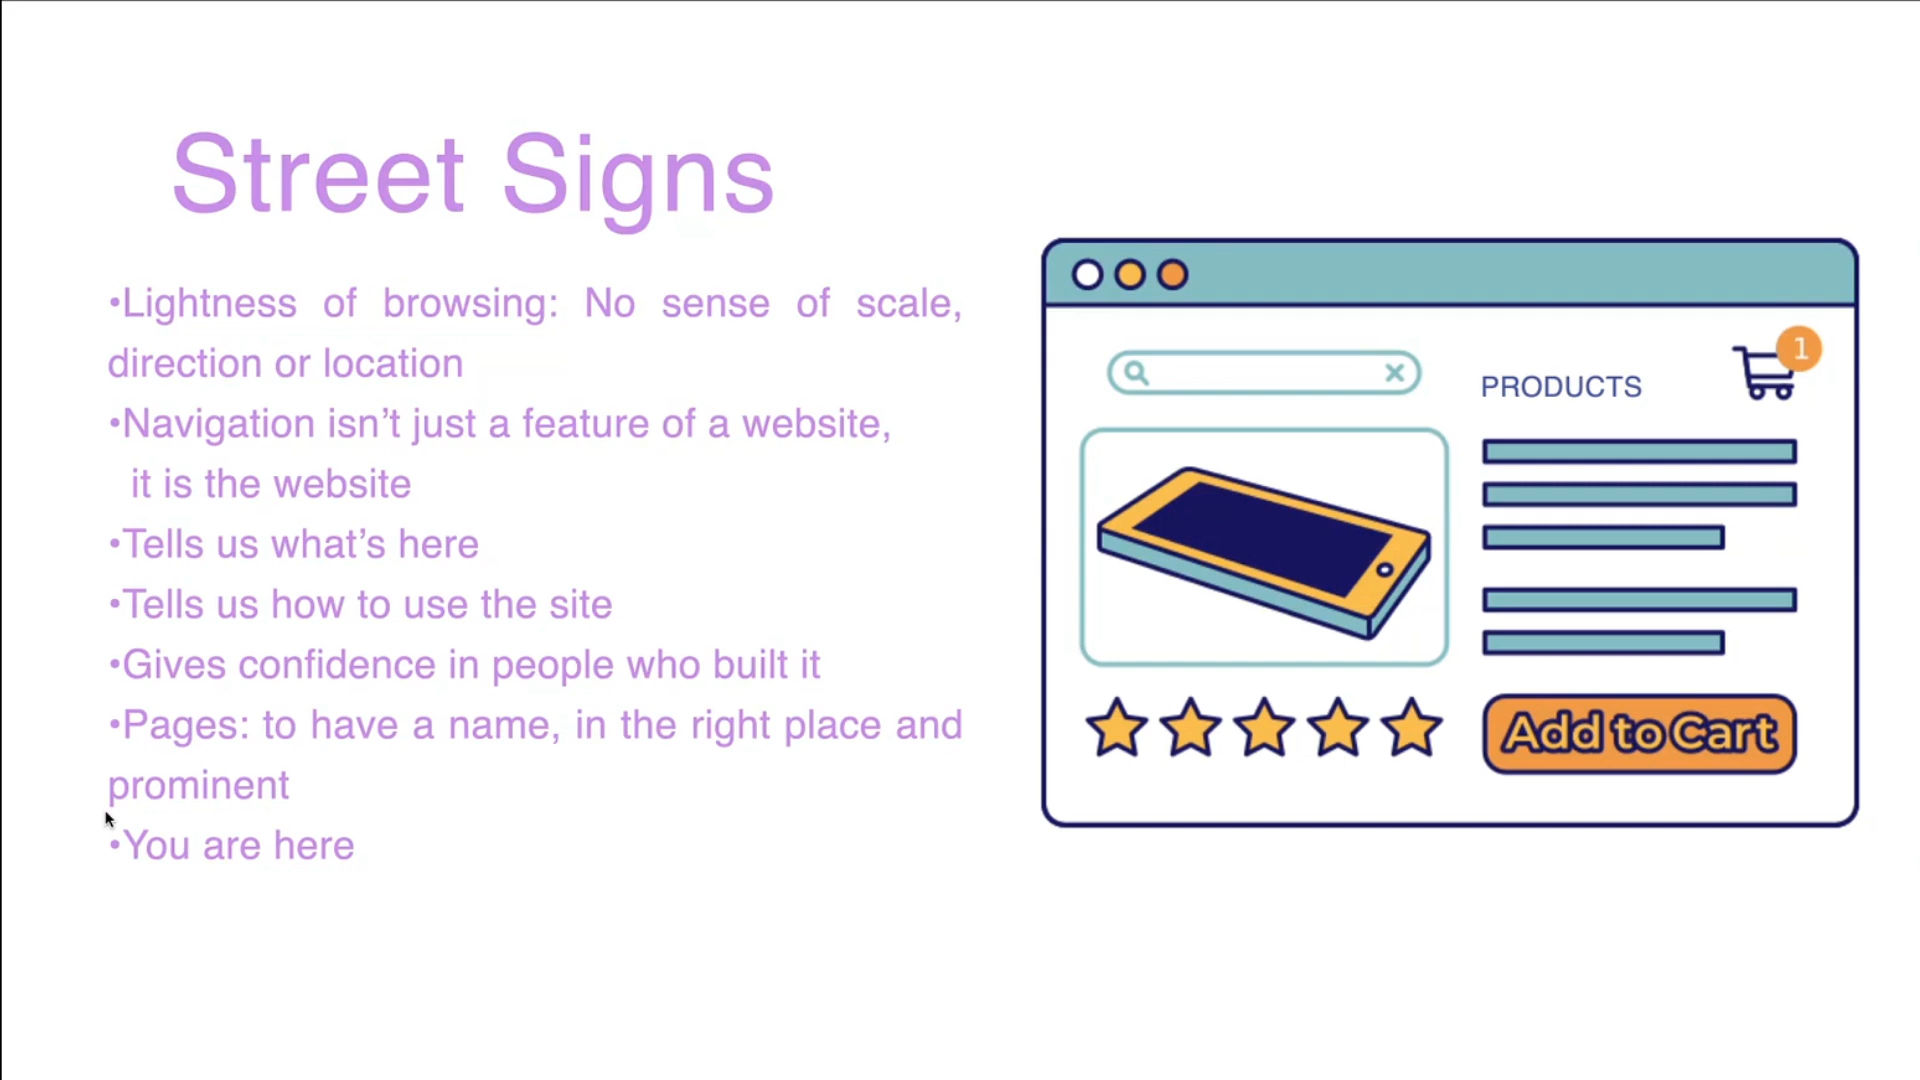 Street Signs
•Lightness of browsing: No sense of scale,
direction or location
•Navigation isn’t just a feature of a website,
it is the website
•Tells us what’s here
•Tells us how to use the site
•Gives confidence in people who built it
•Pages: to have a name, in the right place and
prominent
•You are here
1
PRODUCTS
Add to Cart